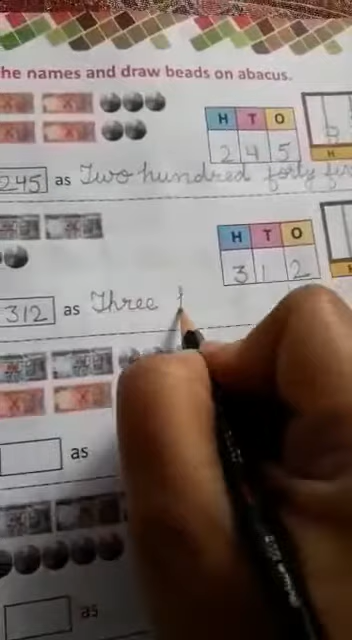 he names and draw beads on abacus.
H T O
2 4 5
H
245 as Two hundred forty fiv
H T O
3 1 2
312 as Three
as
as